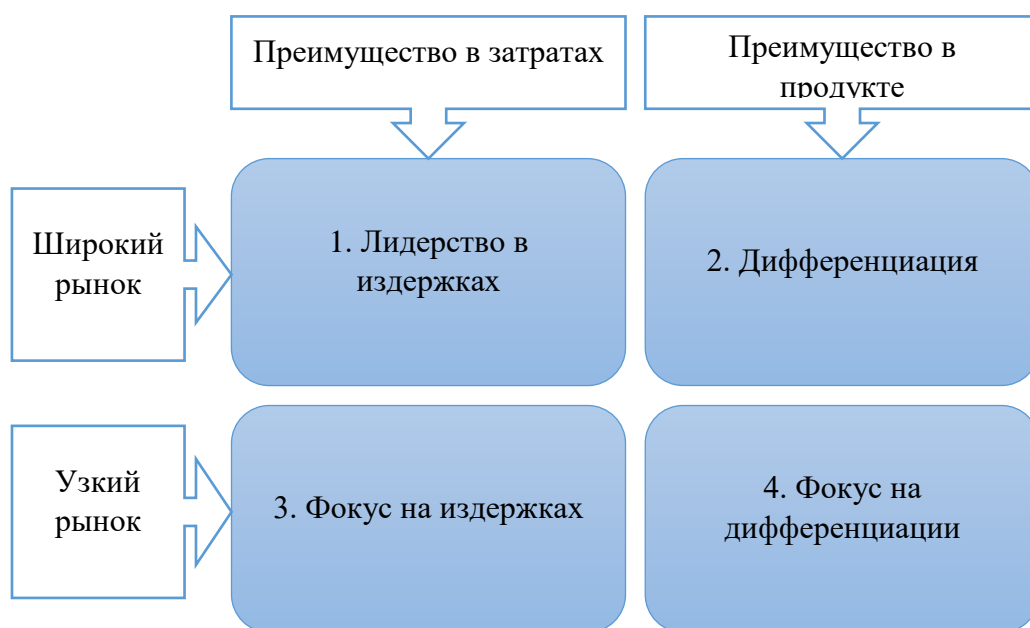 Преимущество в затратах
Преимущество в
продукте
Широкий
рынок
1. Лидерство в
издержках
2. Дифференциация
Узкий
рынок
3. Фокус на издержках
4. Фокус на
дифференциации